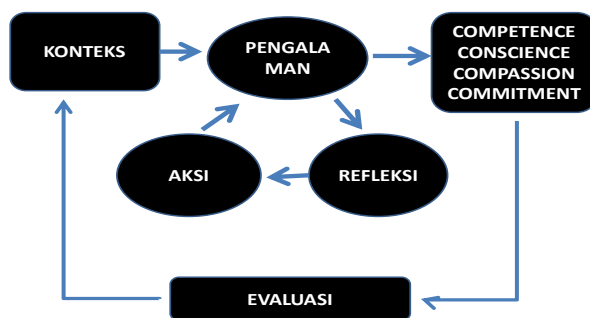 KONTEKS
PENGALA
MAN
COMPETENCE
CONSCIENCE
COMPASSION
COMMITMENT
AKSI
REFLEKSI
EVALUASI